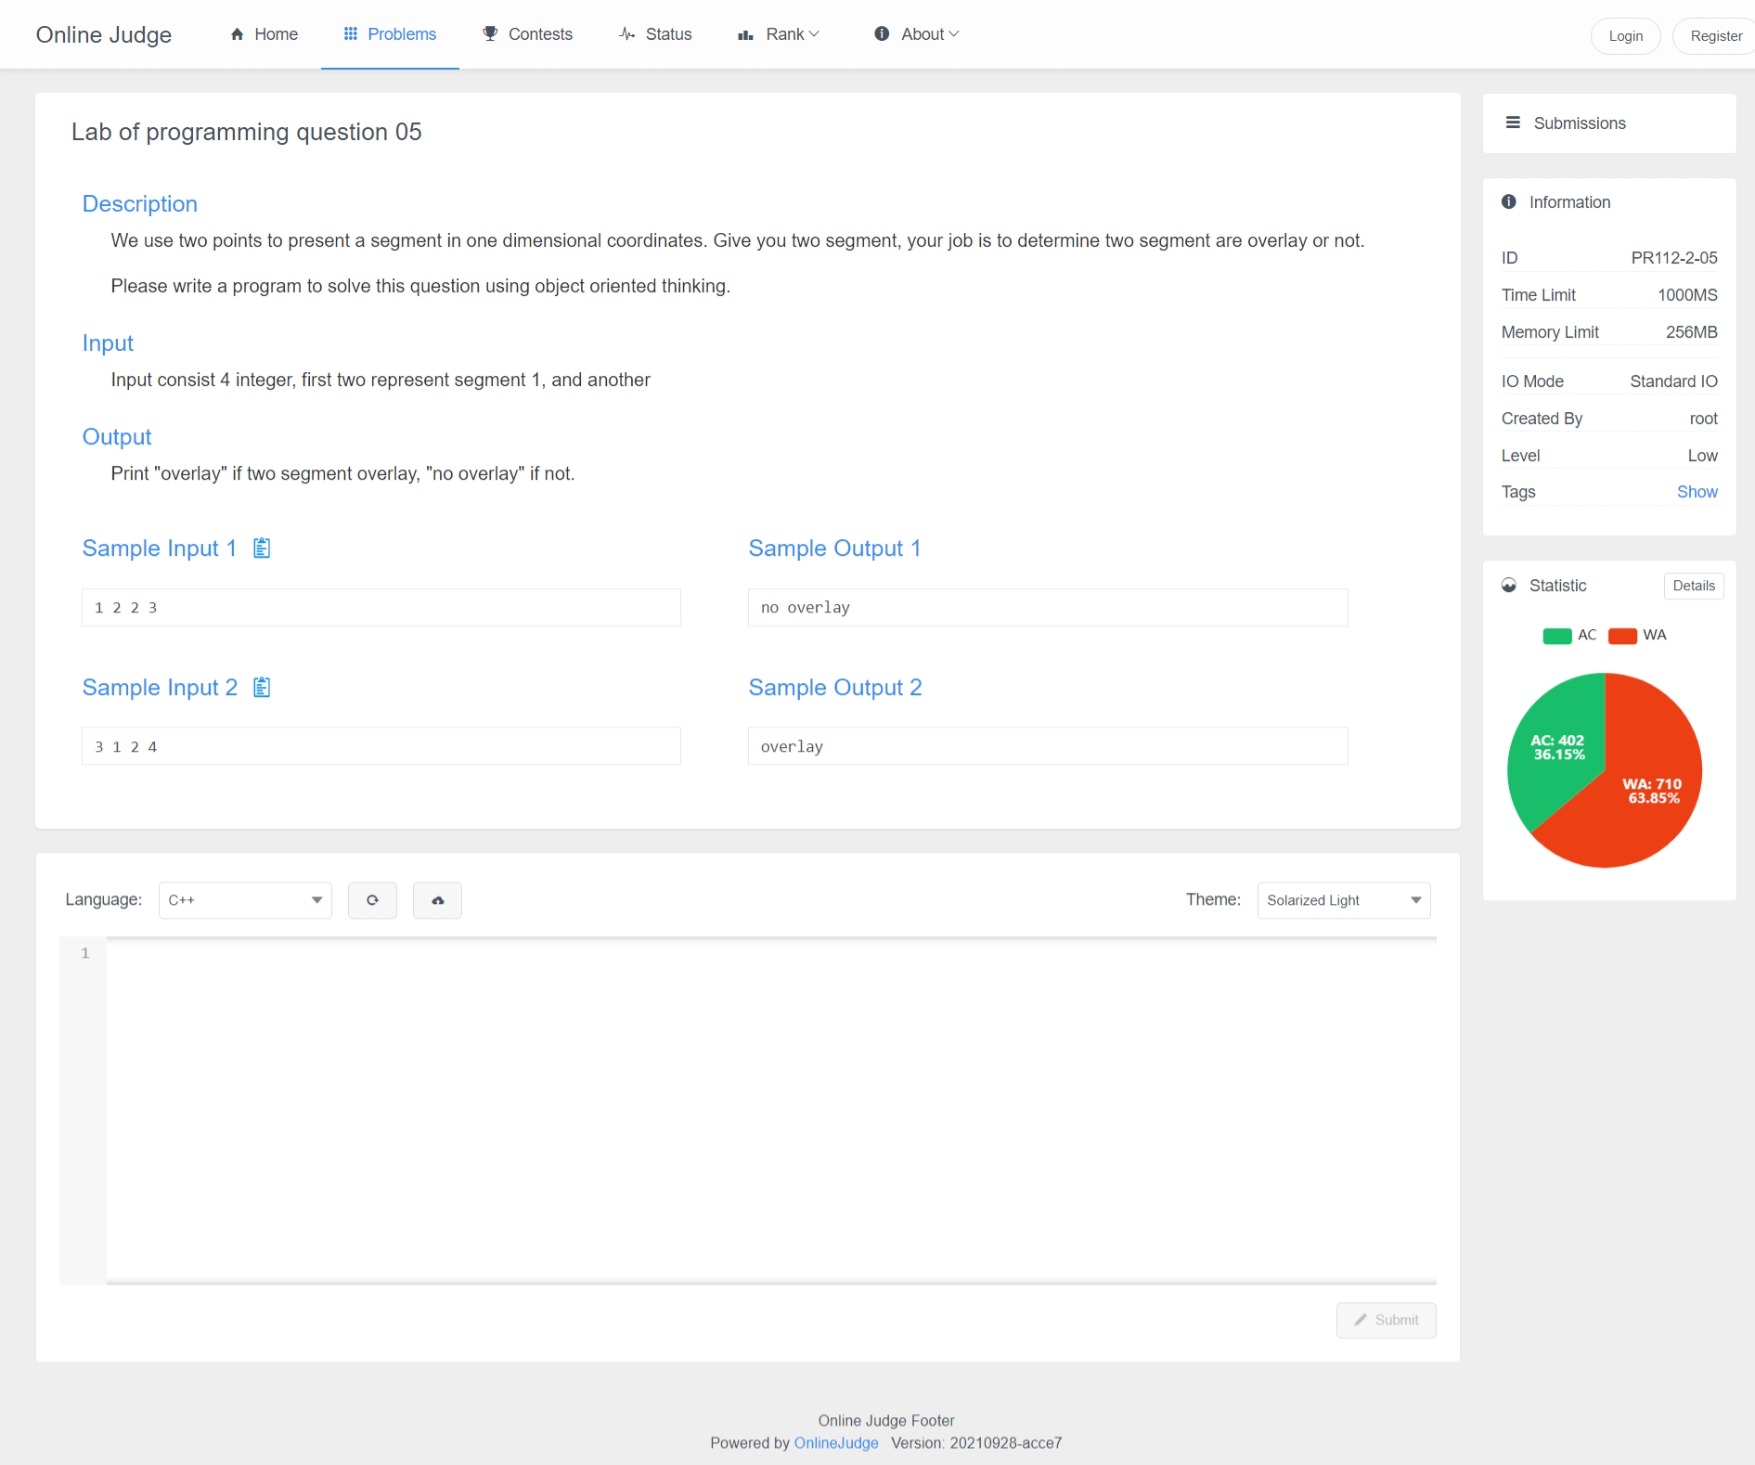 Online Judge
Home
Problems
Contests
Status
Rank
About
Login
Register
Lab of programming question 05
Description
We use two points to present a segment in one dimensional coordinates. Give you two segment, your job is to determine two segment are overlay or not.
Please write a program to solve this question using object oriented thinking.
Input
Input consist 4 integer, first two represent segment 1, and another
Output
Print "overlay" if two segment overlay, "no overlay" if not.
Sample Input 1
Sample Output 1
1 2 2 3
no overlay
Sample Input 2
Sample Output 2
3 1 2 4
overlay
Language:
C++
Theme:
Solarized Light
1
Submit
Submissions
Information
ID
PR112-2-05
Time Limit
1000MS
Memory Limit
256MB
IO Mode
Standard IO
Created By
root
Level
Low
Tags
Show
Statistic
Details
AC
WA
AC: 402
36.15%
WA: 710
63.85%
Online Judge Footer
Powered by OnlineJudge Version: 20210928-acce7